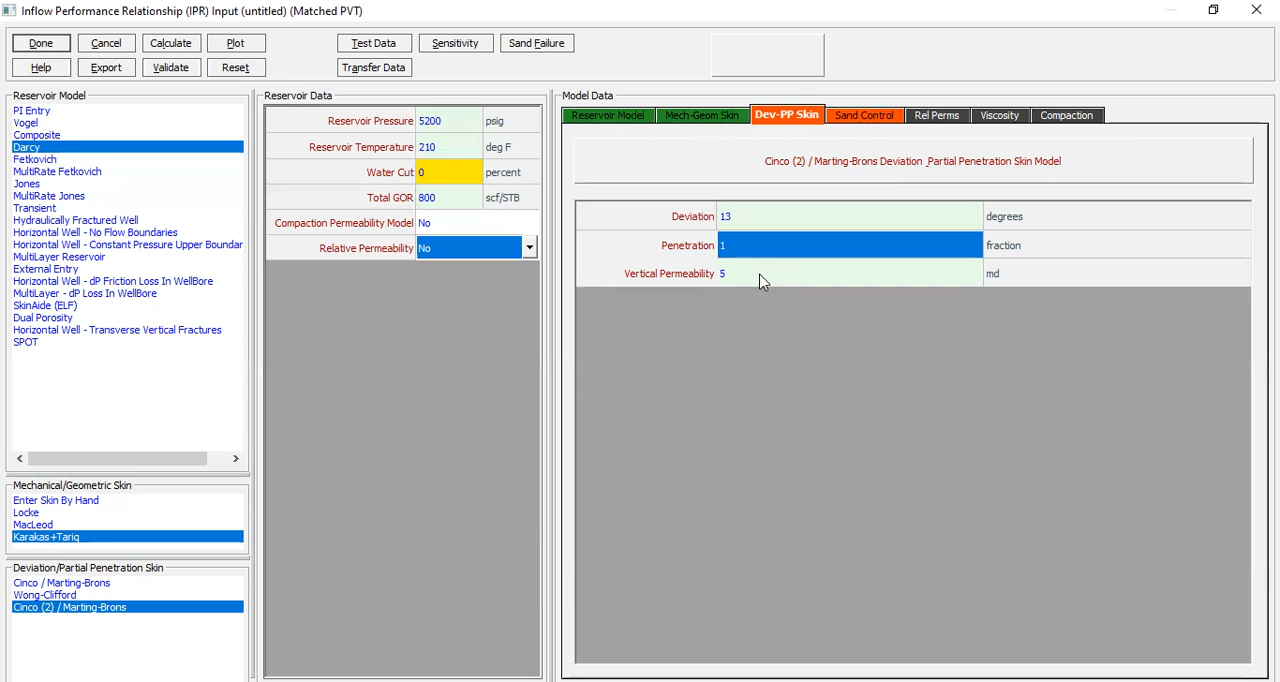 Inflow Performance Relationship (IPR) Input (untitled) (Matched PVT)
Done Cancel Calculate Plot Test Data Sensitivity Sand Failure
Help Export Validate Reset Transfer Data
Reservoir Model
PI Entry
Vogel
Composite
Darcy
Fetkovich
MultiRate Fetkovich
Jones
MultiRate Jones
Transient
Hydraulically Fractured Well
Horizontal Well - No Flow Boundaries
Horizontal Well - Constant Pressure Upper Boundar
MultiLayer Reservoir
External Entry
Horizontal Well - dP Friction Loss In WellBore
MultiLayer - dP Loss In WellBore
SkinAide (ELF)
Dual Porosity
Horizontal Well - Transverse Vertical Fractures
SPOT
Mechanical/Geometric Skin
Enter Skin By Hand
Locke
MacLeod
Karakas+Tariq
Deviation/Partial Penetration Skin
Cinco / Marting-Brons
Wong-Clifford
Cinco (2) / Marting-Brons
Reservoir Data
Reservoir Pressure 5200 psig
Reservoir Temperature 210 deg F
Water Cut 0 percent
Total GOR 800 scf/STB
Compaction Permeability Model No
Relative Permeability No
Model Data
Reservoir Model Mech-Geom Skin Dev-PP Skin Sand Control Rel Perms Viscosity Compaction
Cinco (2) / Marting-Brons Deviation _Partial Penetration Skin Model
Deviation 13 degrees
Penetration 1 fraction
Vertical Permeability 5 md